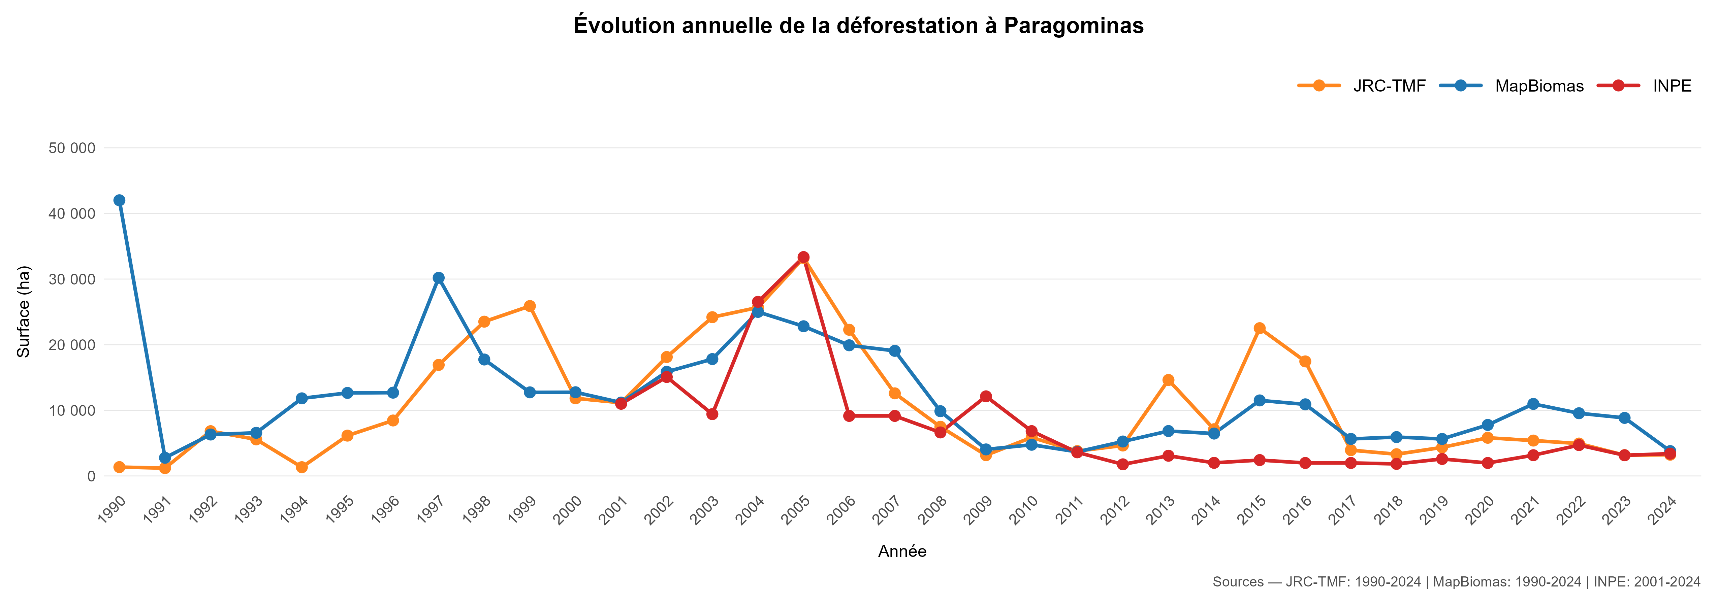 Évolution annuelle de la déforestation à Paragominas
JRC-TMF MapBiomas INPE
50 000
40 000
30 000
20 000
10 000
0
Surface (ha)
1990 1991 1992 1993 1994 1995 1996 1997 1998 1999 2000 2001 2002 2003 2004 2005 2006 2007 2008 2009 2010 2011 2012 2013 2014 2015 2016 2017 2018 2019 2020 2021 2022 2023 2024
Année
Sources — JRC-TMF: 1990-2024 | MapBiomas: 1990-2024 | INPE: 2001-2024